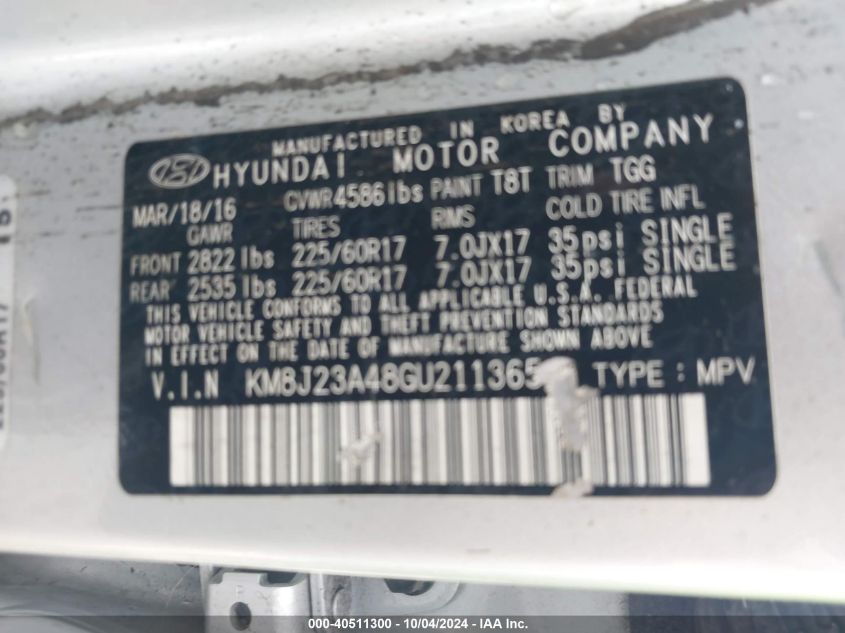 MANUFACTURED IN KOREA BY
HYUNDAI MOTOR COMPANY
MAR/18/16 GVWR 4586 lbs PAINT T8T TRIM TGG
GAWR TIRES RIMS COLD TIRE INFL
FRONT 2822 lbs 225/60R17 7.0JX17 35psi SINGLE
REAR 2535 lbs 225/60R17 7.0JX17 35psi SINGLE
THIS VEHICLE CONFORMS TO ALL APPLICABLE U.S.A. FEDERAL
MOTOR VEHICLE SAFETY AND THEFT PREVENTION STANDARDS
IN EFFECT ON THE DATE OF MANUFACTURE SHOWN ABOVE
V.I.N TYPE : MPV
000-40511300 - 10/04/2024 - IAA Inc.